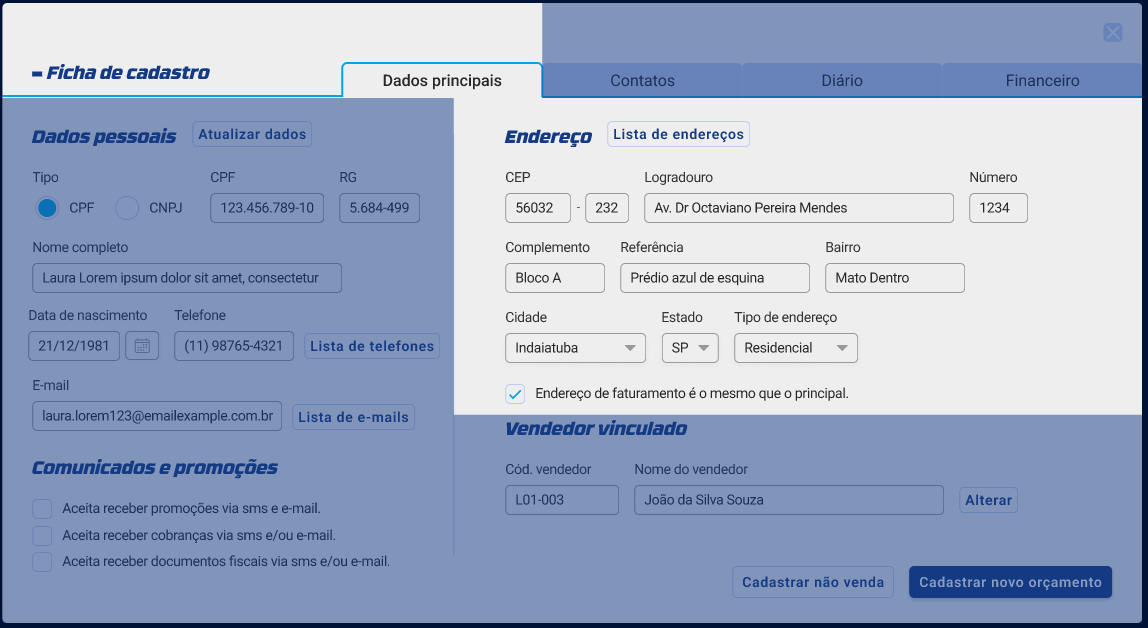 Ficha de cadastro
Dados principais
Contatos
Diário
Financeiro
Dados pessoais
Atualizar dados
Tipo
CPF
RG
CPF
CNPJ
123.456.789-10
5.684-499
Nome completo
Laura Lorem ipsum dolor sit amet, consectetur
Data de nascimento
Telefone
21/12/1981
(11) 98765-4321
Lista de telefones
E-mail
laura.lorem123@emailexample.com.br
Lista de e-mails
Comunicados e promoções
Aceita receber promoções via sms e e-mail.
Aceita receber cobranças via sms e/ou e-mail.
Aceita receber documentos fiscais via sms e/ou e-mail.
Endereço
Lista de endereços
CEP
Logradouro
Número
56032 - 232
Av. Dr Octaviano Pereira Mendes
1234
Complemento
Referência
Bairro
Bloco A
Prédio azul de esquina
Mato Dentro
Cidade
Estado
Tipo de endereço
Indaiatuba
SP
Residencial
Endereço de faturamento é o mesmo que o principal.
Vendedor vinculado
Cód. vendedor
Nome do vendedor
L01-003
João da Silva Souza
Alterar
Cadastrar não venda
Cadastrar novo orçamento